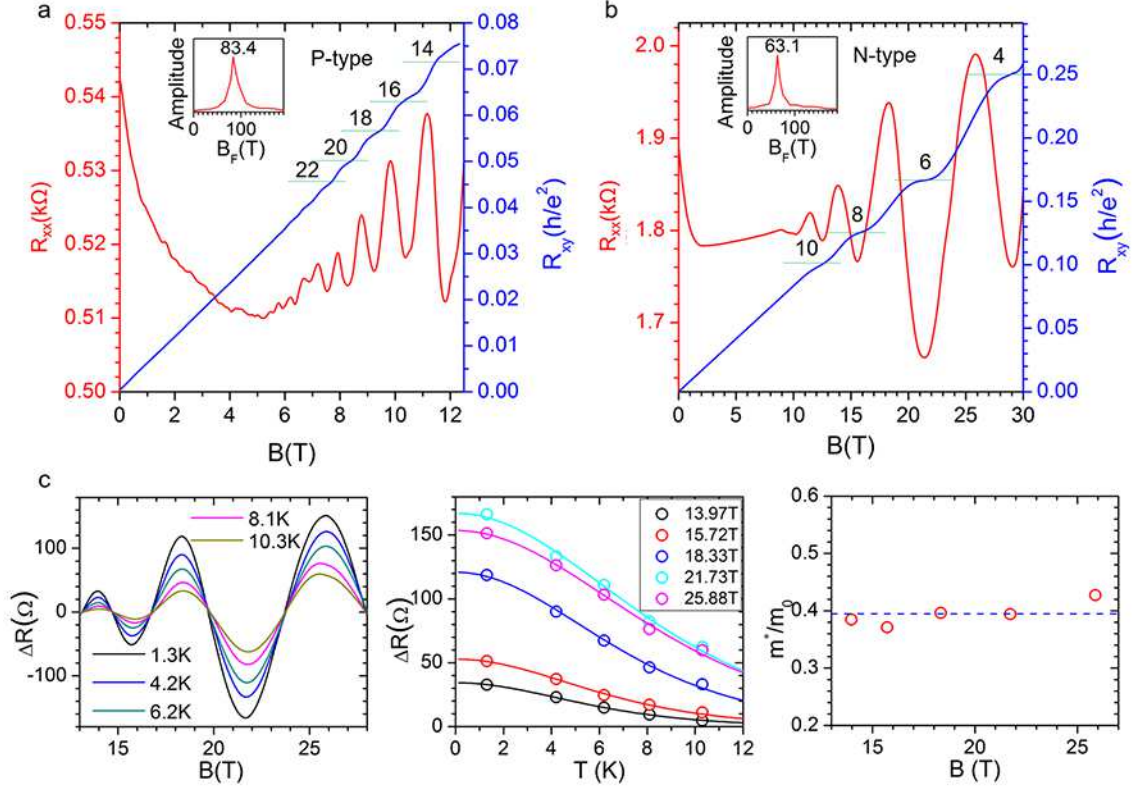 a
P-type
Amplitude
83.4
0
100
B_F(T)
22
20
18
16
14
0.55
0.54
0.53
0.52
0.51
0.50
R_xx(kΩ)
0.08
0.07
0.06
0.05
0.04
0.03
0.02
0.01
0.00
R_xy(h/e²)
0 2 4 6 8 10 12
B(T)
b
N-type
Amplitude
63.1
0
100
B_F(T)
10
8
6
4
2.0
1.9
1.8
1.7
R_xx(kΩ)
0.25
0.20
0.15
0.10
0.05
0.00
R_xy(h/e²)
0 5 10 15 20 25 30
B(T)
c
8.1K
10.3K
1.3K
4.2K
6.2K
100
0
-100
ΔR(Ω)
15 20 25
B(T)
13.97T
15.72T
18.33T
21.73T
25.88T
150
100
50
0
ΔR(Ω)
0 2 4 6 8 10 12
T (K)
0.6
0.5
0.4
0.3
0.2
m*/m₀
15 20 25
B (T)